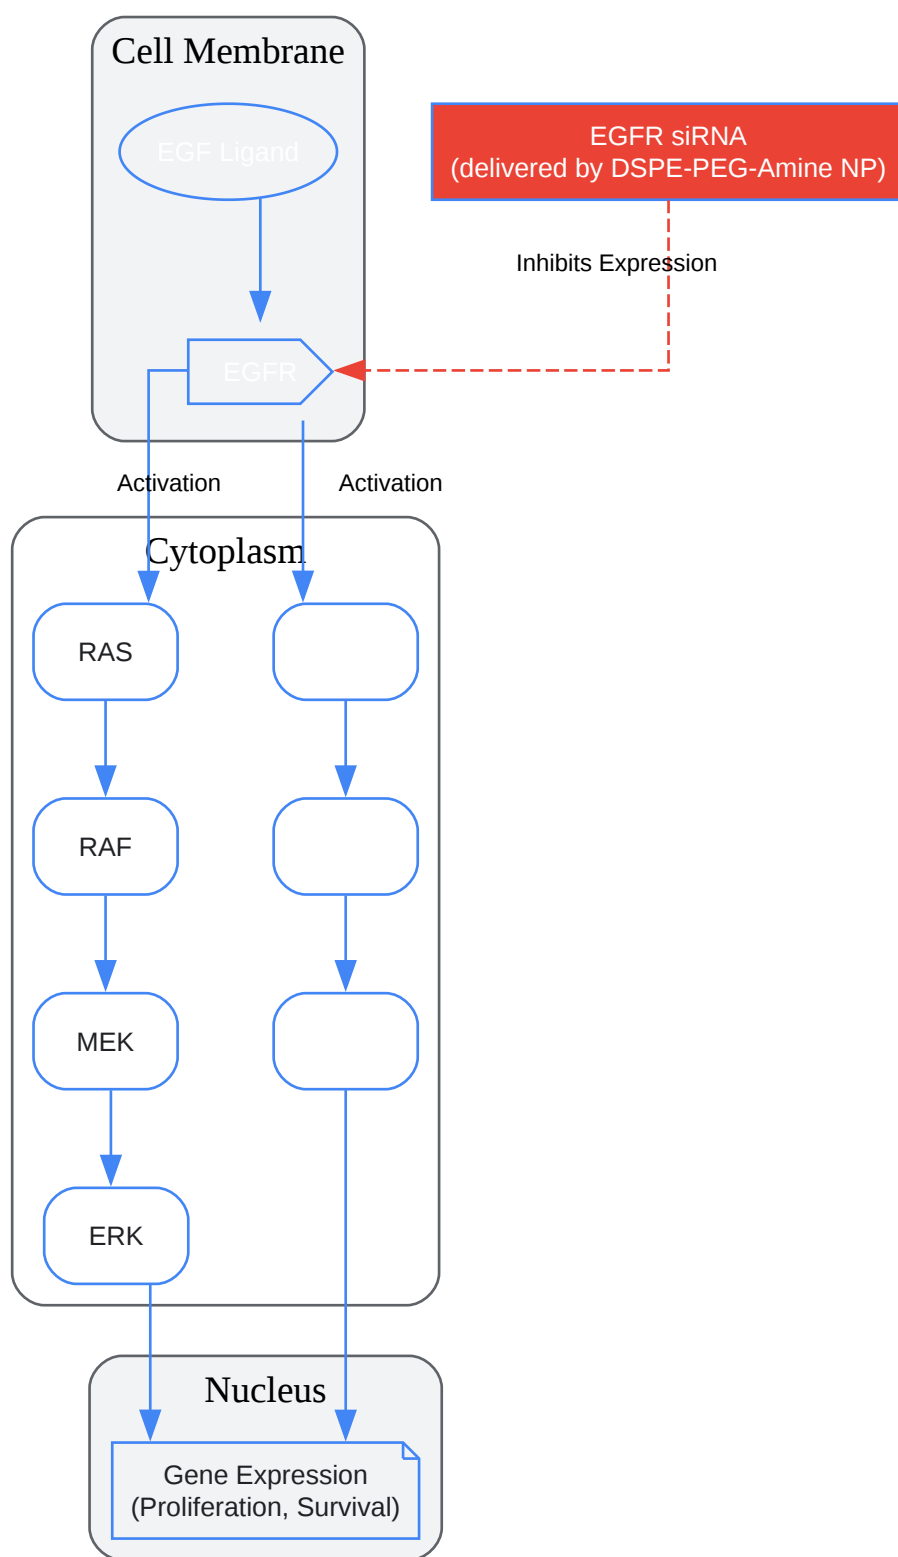 Cell Membrane
EGF Ligand
EGFR siRNA
(delivered by DSPE-PEG-Amine NP)
Inhibits Expression
EGFR
Activation
Activation
Cytoplasm
RAS
RAF
MEK
ERK
Nucleus
Gene Expression
(Proliferation, Survival)